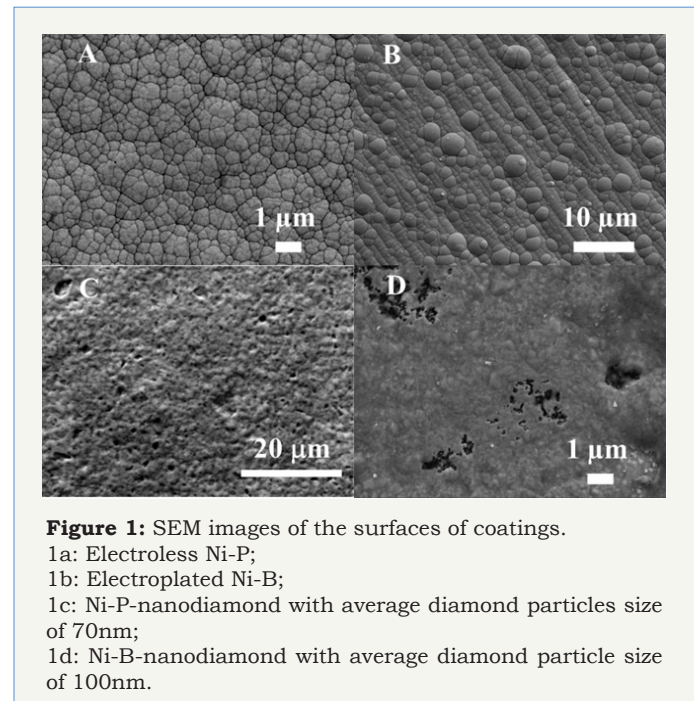 A
B
1 µm
10 µm
C
D
20 µm
1 µm
Figure 1: SEM images of the surfaces of coatings.
1a: Electroless Ni-P;
1b: Electroplated Ni-B;
1c: Ni-P-nanodiamond with average diamond particles size
of 70nm;
1d: Ni-B-nanodiamond with average diamond particle size
of 100nm.